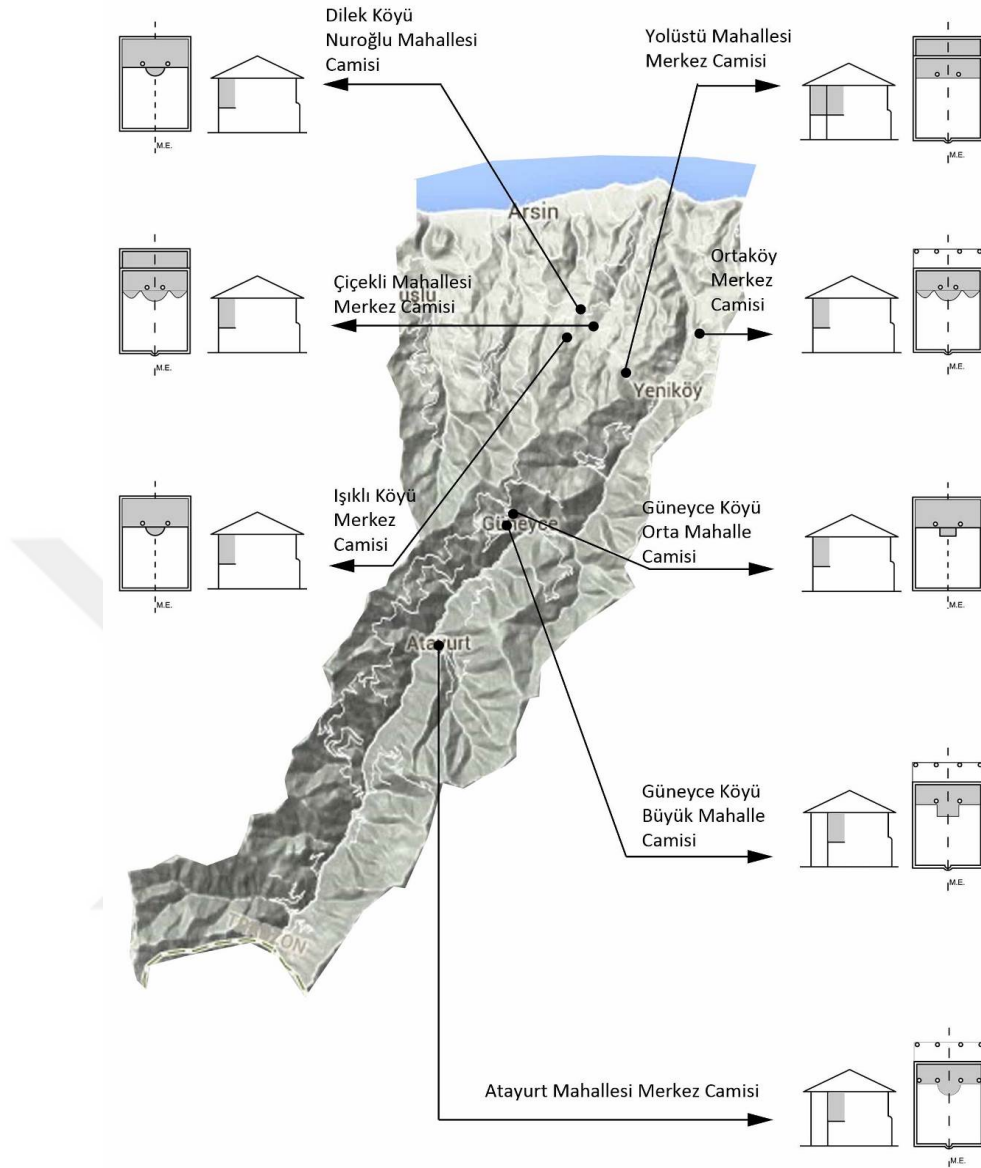 Dilek Köyü
Nuroğlu Mahallesi
Camisi
M.E.
Yolüstü Mahallesi
Merkez Camisi
M.E.
Arsin
Çiçekli Mahallesi
Merkez Camisi
uşlu
M.E.
Ortaköy
Merkez
Camisi
M.E.
Yeniköy
Işıklı Köyü
Merkez
Camisi
M.E.
Güneyce
Güneyce Köyü
Orta Mahalle
Camisi
M.E.
Atayurt
Güneyce Köyü
Büyük Mahalle
Camisi
M.E.
TRABZON
Atayurt Mahallesi Merkez Camisi
M.E.